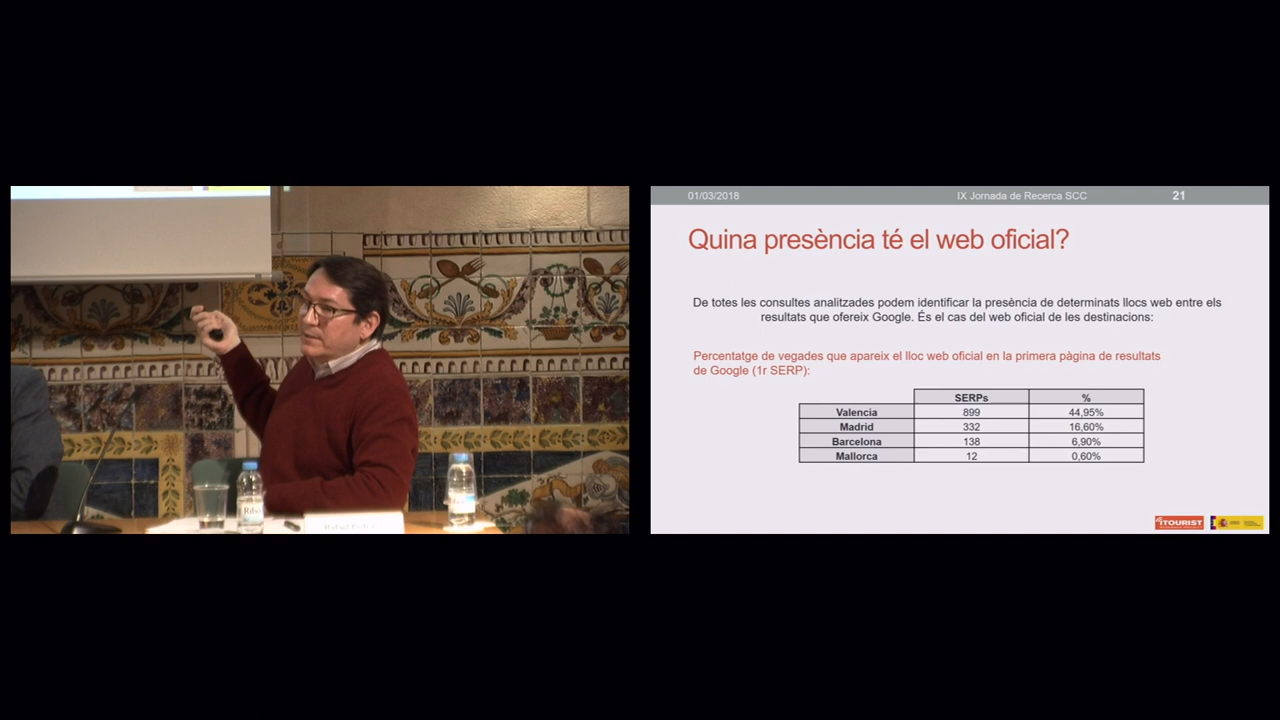 01/03/2018 IX Jornada de Recerca SCC 21
Quina presència té el web oficial?
De totes les consultes analitzades podem identificar la presència de determinats llocs web entre els
resultats que ofereix Google. És el cas del web oficial de les destinacions:
Percentatge de vegades que apareix el lloc web oficial en la primera pàgina de resultats
de Google (1r SERP):
SERPs %
Valencia 899 44,95%
Madrid 332 16,60%
Barcelona 138 6,90%
Mallorca 12 0,60%
iTOURIST